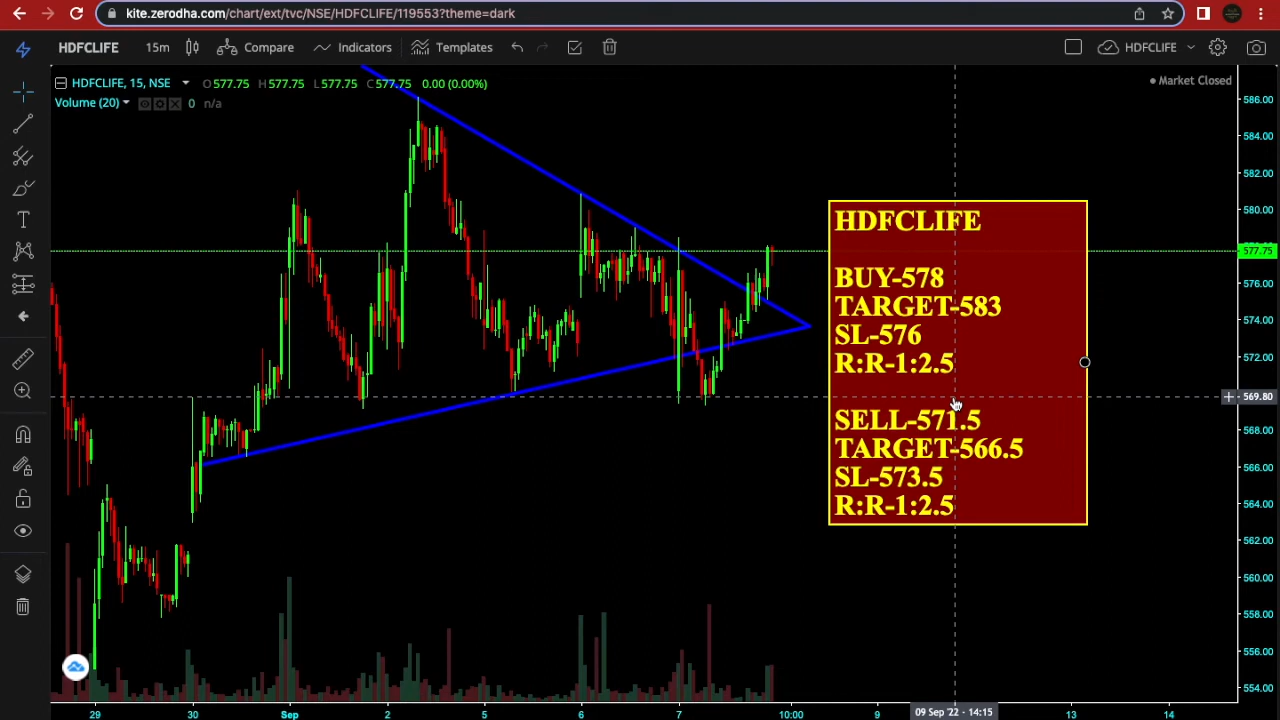 kite.zerodha.com/chart/ext/tvc/NSE/HDFCLIFE/119553?theme=dark
HDFCLIFE 15m Compare Indicators Templates HDFCLIFE
HDFCLIFE, 15, NSE O577.75 H577.75 L577.75 C577.75 0.00 (0.00%)
Market Closed
Volume (20) 0 n/a
HDFCLIFE
BUY-578
TARGET-583
SL-576
R:R-1:2.5
SELL-571.5
TARGET-566.5
SL-573.5
R:R-1:2.5
586.00
584.00
582.00
580.00
577.75
576.00
574.00
572.00
569.80
568.00
566.00
564.00
562.00
560.00
558.00
556.00
554.00
29 30 Sep 2 5 6 7 10:00 9 09 Sep '22 - 14:15 13 14